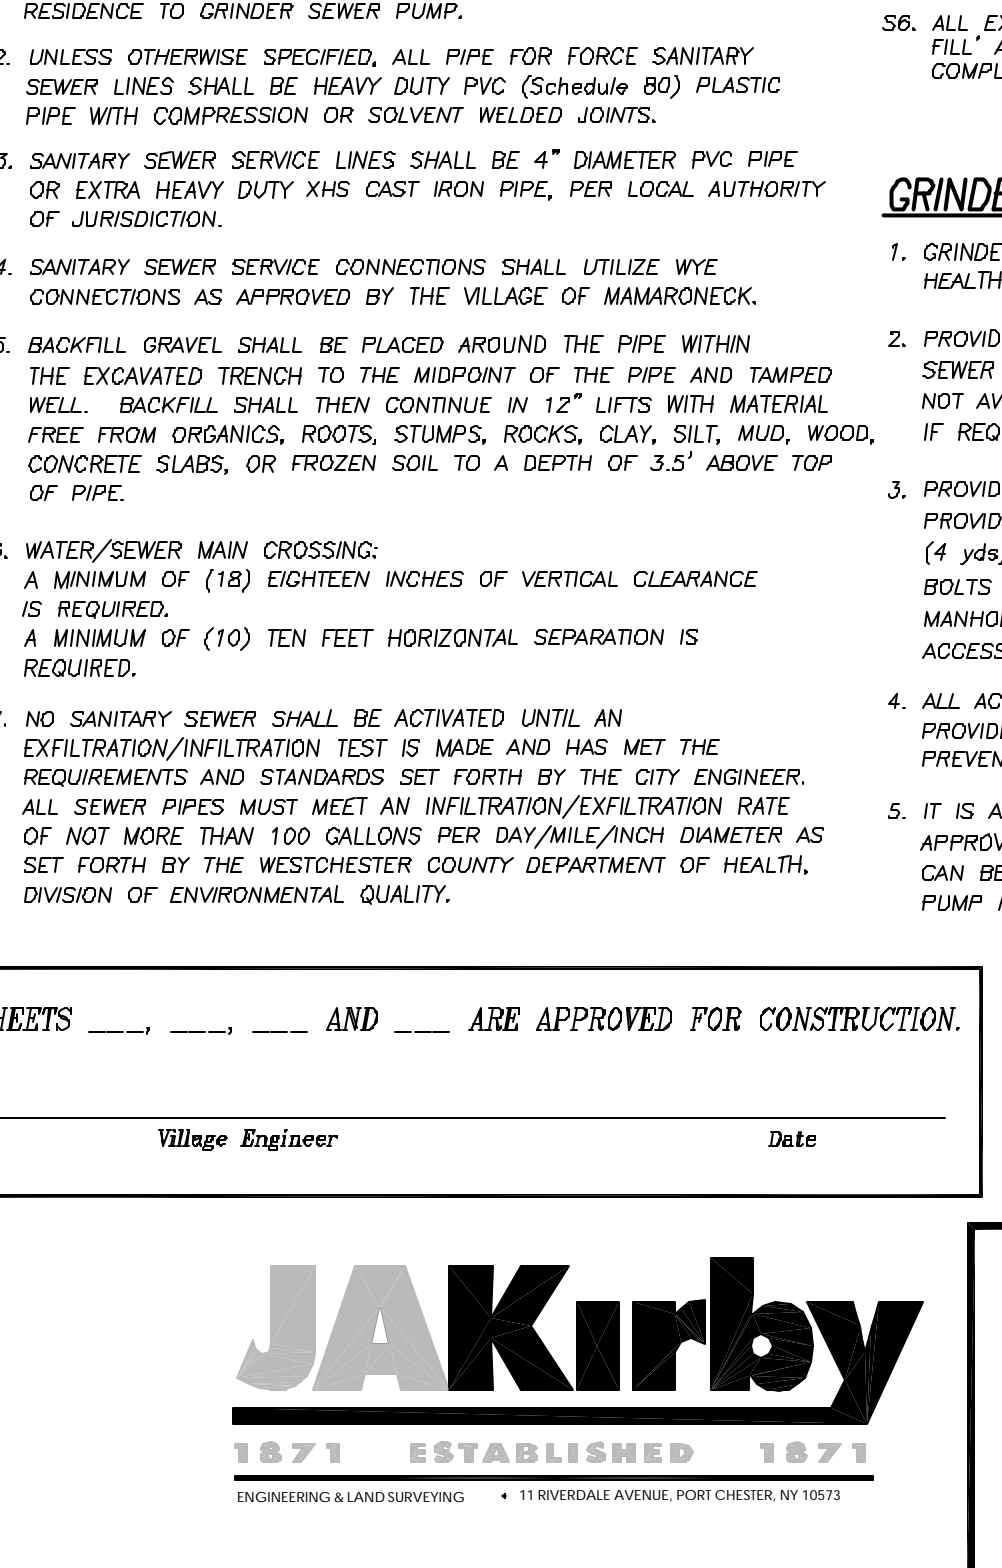 RESIDENCE TO GRINDER SEWER PUMP.
2. UNLESS OTHERWISE SPECIFIED, ALL PIPE FOR FORCE SANITARY
SEWER LINES SHALL BE HEAVY DUTY PVC (Schedule 80) PLASTIC
PIPE WITH COMPRESSION OR SOLVENT WELDED JOINTS.
3. SANITARY SEWER SERVICE LINES SHALL BE 4" DIAMETER PVC PIPE
OR EXTRA HEAVY DUTY XHS CAST IRON PIPE, PER LOCAL AUTHORITY
OF JURISDICTION.
4. SANITARY SEWER SERVICE CONNECTIONS SHALL UTILIZE WYE
CONNECTIONS AS APPROVED BY THE VILLAGE OF MAMARONECK.
5. BACKFILL GRAVEL SHALL BE PLACED AROUND THE PIPE WITHIN
THE EXCAVATED TRENCH TO THE MIDPOINT OF THE PIPE AND TAMPED
WELL. BACKFILL SHALL THEN CONTINUE IN 12" LIFTS WITH MATERIAL
FREE FROM ORGANICS, ROOTS, STUMPS, ROCKS, CLAY, SILT, MUD, WOOD,
CONCRETE SLABS, OR FROZEN SOIL TO A DEPTH OF 3.5' ABOVE TOP
OF PIPE.
6. WATER/SEWER MAIN CROSSING:
A MINIMUM OF (18) EIGHTEEN INCHES OF VERTICAL CLEARANCE
IS REQUIRED.
A MINIMUM OF (10) TEN FEET HORIZONTAL SEPARATION IS
REQUIRED.
7. NO SANITARY SEWER SHALL BE ACTIVATED UNTIL AN
EXFILTRATION/INFILTRATION TEST IS MADE AND HAS MET THE
REQUIREMENTS AND STANDARDS SET FORTH BY THE CITY ENGINEER.
ALL SEWER PIPES MUST MEET AN INFILTRATION/EXFILTRATION RATE
OF NOT MORE THAN 100 GALLONS PER DAY/MILE/INCH DIAMETER AS
SET FORTH BY THE WESTCHESTER COUNTY DEPARTMENT OF HEALTH,
DIVISION OF ENVIRONMENTAL QUALITY.
S6. ALL EX
FILL' A
COMPL
GRINDE
1. GRINDE
HEALTH
2. PROVID
SEWER
NOT AV
IF REQ
3. PROVID
PROVID
(4 yds
BOLTS
MANHO
ACCESS
4. ALL AC
PROVID
PREVEN
5. IT IS A
APPROV
CAN BE
PUMP
HEETS ___, ___, ___ AND ___ ARE APPROVED FOR CONSTRUCTION.
Village Engineer Date
JAKirby
1871 ESTABLISHED 1871
ENGINEERING & LAND SURVEYING • 11 RIVERDALE AVENUE, PORT CHESTER, NY 10573